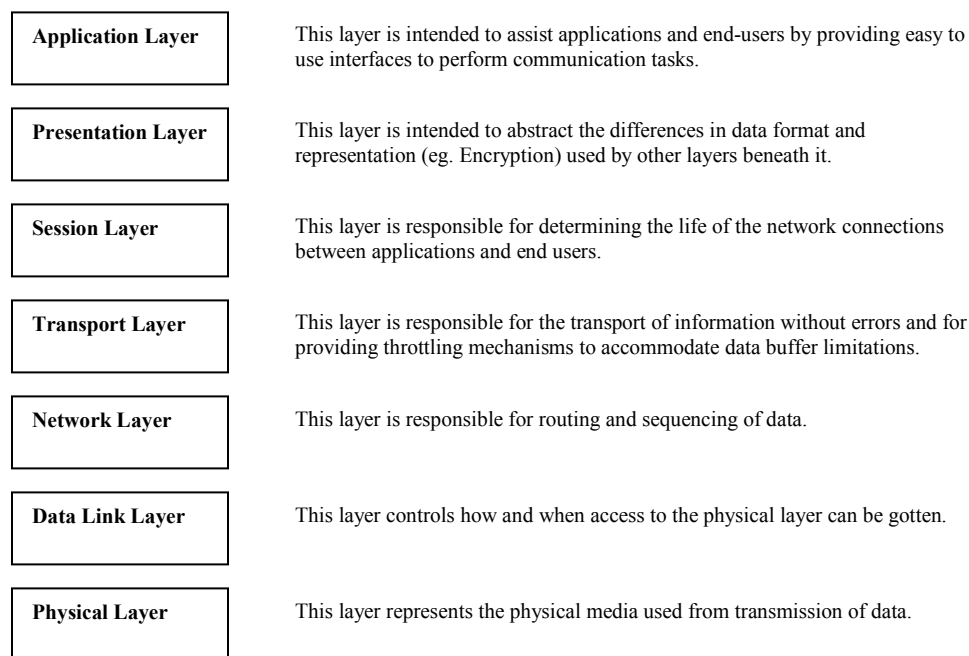 Application Layer
This layer is intended to assist applications and end-users by providing easy to
use interfaces to perform communication tasks.
Presentation Layer
This layer is intended to abstract the differences in data format and
representation (eg. Encryption) used by other layers beneath it.
Session Layer
This layer is responsible for determining the life of the network connections
between applications and end users.
Transport Layer
This layer is responsible for the transport of information without errors and for
providing throttling mechanisms to accommodate data buffer limitations.
Network Layer
This layer is responsible for routing and sequencing of data.
Data Link Layer
This layer controls how and when access to the physical layer can be gotten.
Physical Layer
This layer represents the physical media used from transmission of data.